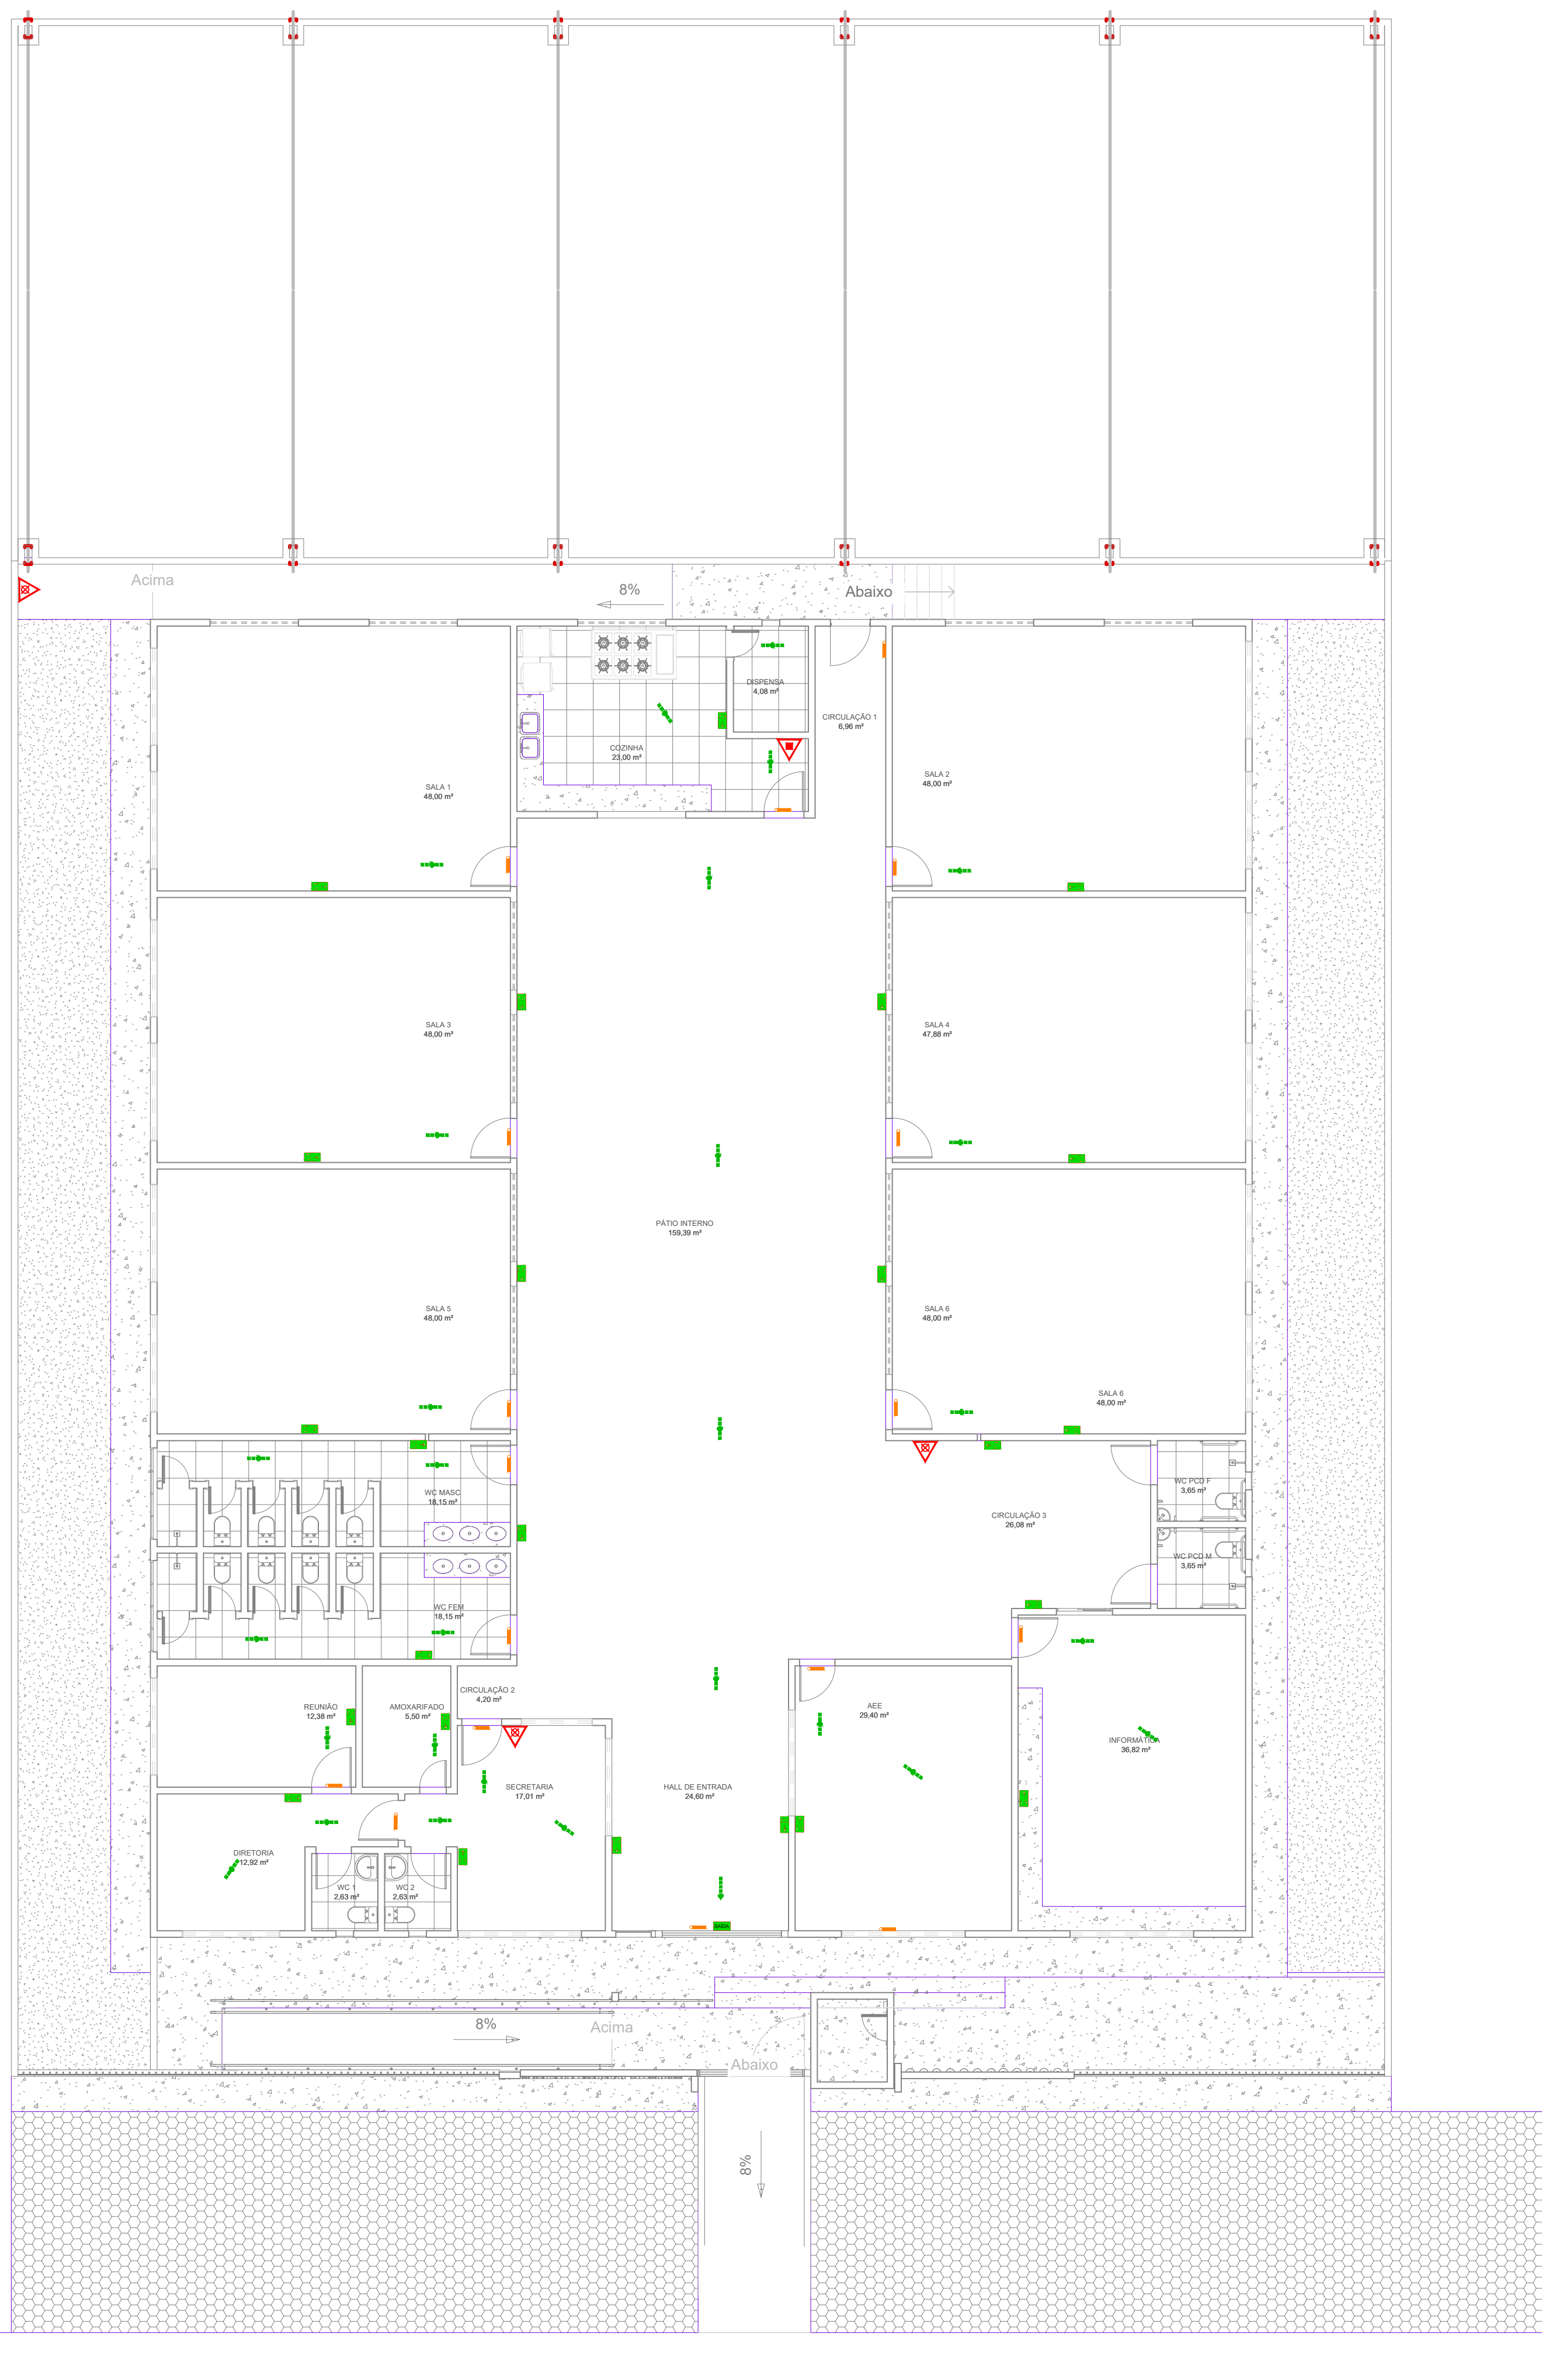 Acima
8%
Abaixo
DISPENSA
4,08 m²
CIRCULAÇÃO 1
6,96 m²
COZINHA
23,00 m²
SALA 1
48,00 m²
SALA 2
48,00 m²
SALA 3
48,00 m²
SALA 4
47,88 m²
PÁTIO INTERNO
159,39 m²
SALA 5
48,00 m²
SALA 6
48,00 m²
SALA 6
48,00 m²
WC MASC
18,15 m²
WC PCD F
3,65 m²
CIRCULAÇÃO 3
26,08 m²
WC PCD M
3,65 m²
WC FEM
18,15 m²
CIRCULAÇÃO 2
4,20 m²
REUNIÃO
12,38 m²
AMOXARIFADO
5,50 m²
AEE
29,40 m²
INFORMÁTICA
36,82 m²
SECRETARIA
17,01 m²
HALL DE ENTRADA
24,60 m²
DIRETORIA
12,92 m²
WC 1
2,63 m²
WC 2
2,63 m²
SAÍDA
8%
Acima
Abaixo
8%